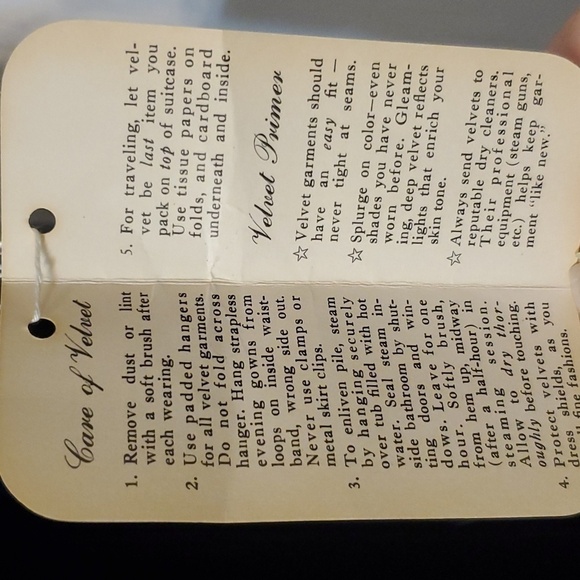 Care of Velvet
1. Remove dust or lint
with a soft brush after
each wearing.
2. Use padded hangers
for all velvet garments.
Do not fold across
hanger. Hang strapless
evening gowns from
loops on inside waist-
band, wrong side out.
Never use clamps or
metal skirt clips.
3. To enliven pile, steam
by hanging securely
over tub filled with hot
water. Seal steam in-
side bathroom by shut-
ting doors and win-
dows. Leave for one
hour. Softly brush,
from hem up, midway
(after a half-hour) in
steaming session.
Allow to dry thor-
oughly before touching.
4. Protect velvets with
dress shields, as you
fashions.
5. For traveling, let vel-
vet be last item you
pack on top of suitcase.
Use tissue papers on
folds, and cardboard
underneath and inside.
Velvet Primer
☆ Velvet garments should
have an easy fit —
never tight at seams.
☆ Splurge on color—even
shades you have never
worn before. Gleam-
ing, deep velvet reflects
lights that enrich your
skin tone.
☆ Always send velvets to
reputable dry cleaners.
Their professional
equipment (steam guns,
etc.) helps keep gar-
ment "like new."